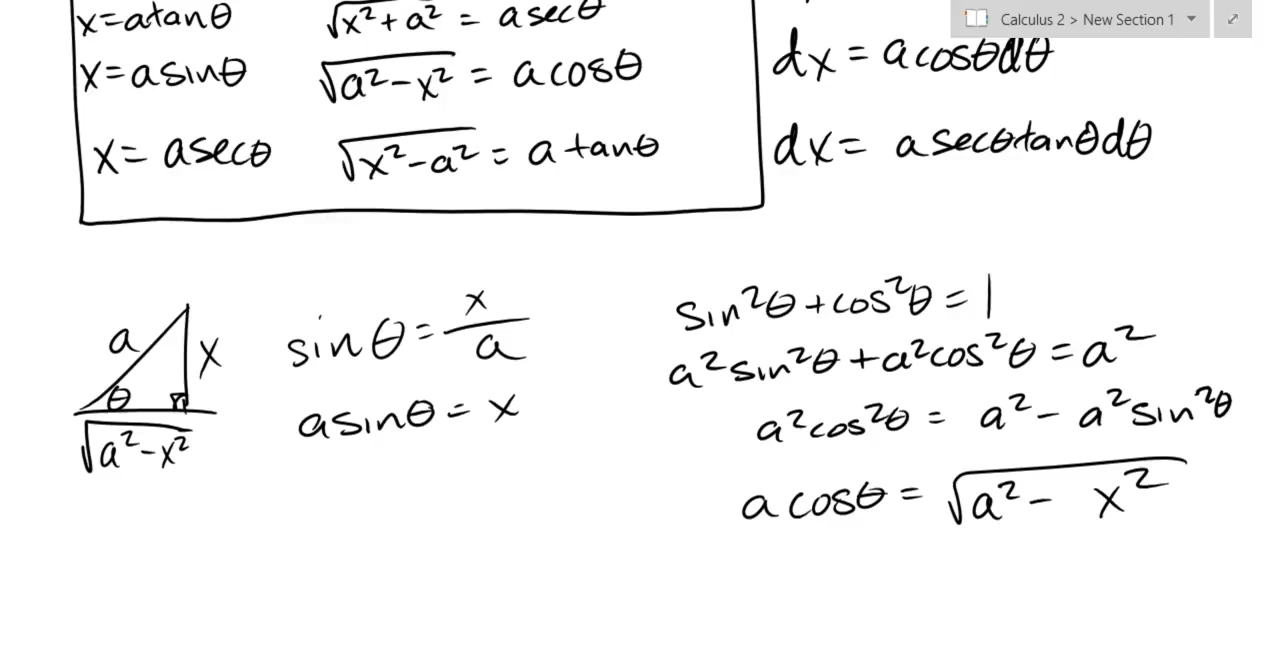 Calculus 2 > New Section 1
x=atanθ √x²+a² = asecθ
x=asinθ √a²-x² = acosθ dx = acosθdθ
x= asecθ √x²-a² = atanθ dx = asecθtanθdθ
a x θ √a²-x²
sinθ = x/a
asinθ = x
sin²θ + cos²θ = 1
a²sin²θ + a²cos²θ = a²
a²cos²θ = a² - a²sin²θ
acosθ = √a² - x²